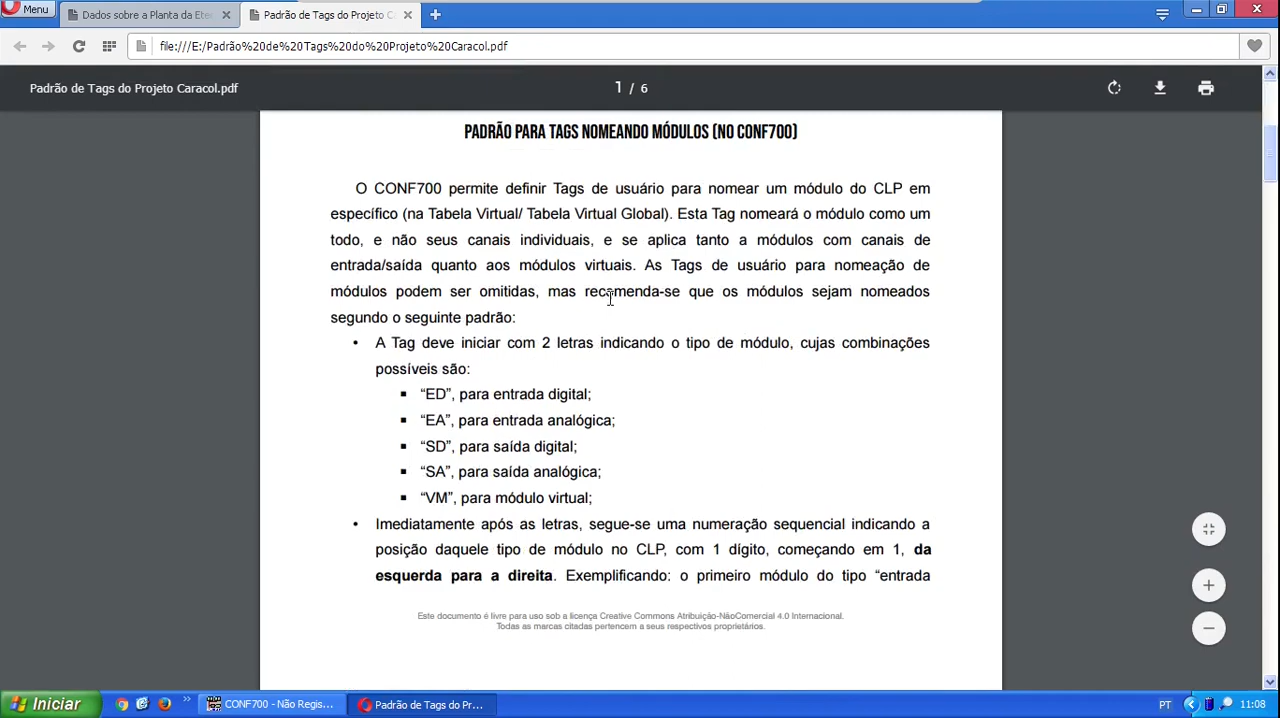 Menu
Dados sobre a Planta da Ete
Padrão de Tags do Projeto C
file:///E:/Padrão%20de%20Tags%20do%20Projeto%20Caracol.pdf
Padrão de Tags do Projeto Caracol.pdf
1 / 6
PADRÃO PARA TAGS NOMEANDO MÓDULOS (NO CONF700)
O CONF700 permite definir Tags de usuário para nomear um módulo do CLP em
específico (na Tabela Virtual/ Tabela Virtual Global). Esta Tag nomeará o módulo como um
todo, e não seus canais individuais, e se aplica tanto a módulos com canais de
entrada/saída quanto aos módulos virtuais. As Tags de usuário para nomeação de
módulos podem ser omitidas, mas recomenda-se que os módulos sejam nomeados
segundo o seguinte padrão:
• A Tag deve iniciar com 2 letras indicando o tipo de módulo, cujas combinações
possíveis são:
▪ “ED”, para entrada digital;
▪ “EA”, para entrada analógica;
▪ “SD”, para saída digital;
▪ “SA”, para saída analógica;
▪ “VM”, para módulo virtual;
• Imediatamente após as letras, segue-se uma numeração sequencial indicando a
posição daquele tipo de módulo no CLP, com 1 dígito, começando em 1, da
esquerda para a direita. Exemplificando: o primeiro módulo do tipo “entrada
Este documento é livre para uso sob a licença Creative Commons Atribuição-NãoComercial 4.0 Internacional.
Todas as marcas citadas pertencem a seus respectivos proprietários.
Iniciar
CONF700 - Não Regis...
Padrão de Tags do Pr...
PT
11:08